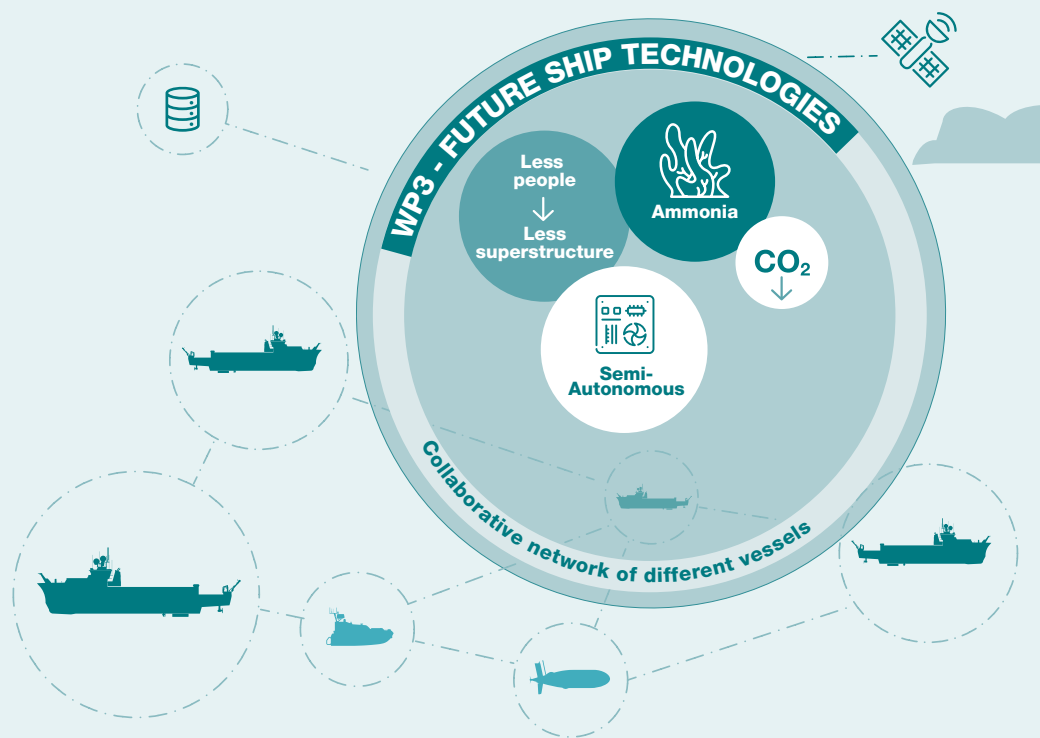 WP3 - FUTURE SHIP TECHNOLOGIES
Less
people
Less
superstructure
Ammonia
CO₂
Semi-
Autonomous
Collaborative network of different vessels